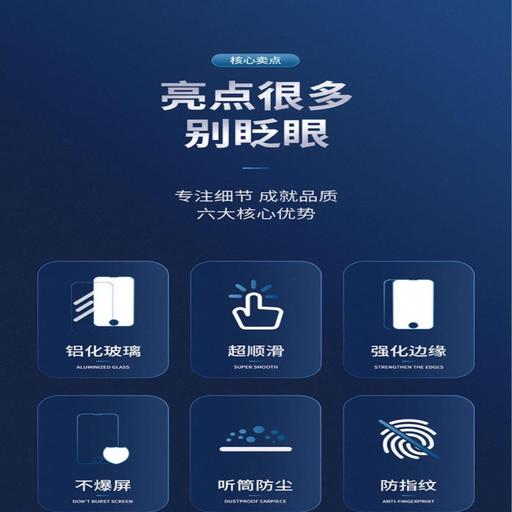 核心卖点
亮点很多
别眨眼
专注细节 成就品质
六大核心优势
铝化玻璃
ALUMINIZED GLASS
超顺滑
SUPER SMOOTH
强化边缘
STRENGTHEN THE EDGES
不爆屏
DON'T BURST SCREEN
听筒防尘
DUSTPROOF EARPIECE
防指纹
ANTI-FINGERPRINT